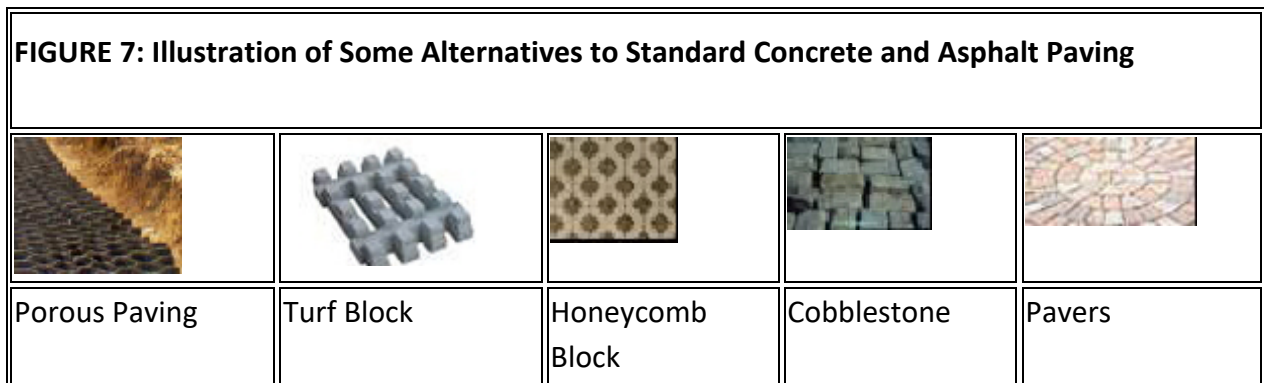 FIGURE 7: Illustration of Some Alternatives to Standard Concrete and Asphalt Paving
Porous Paving
Turf Block
Honeycomb
Block
Cobblestone
Pavers